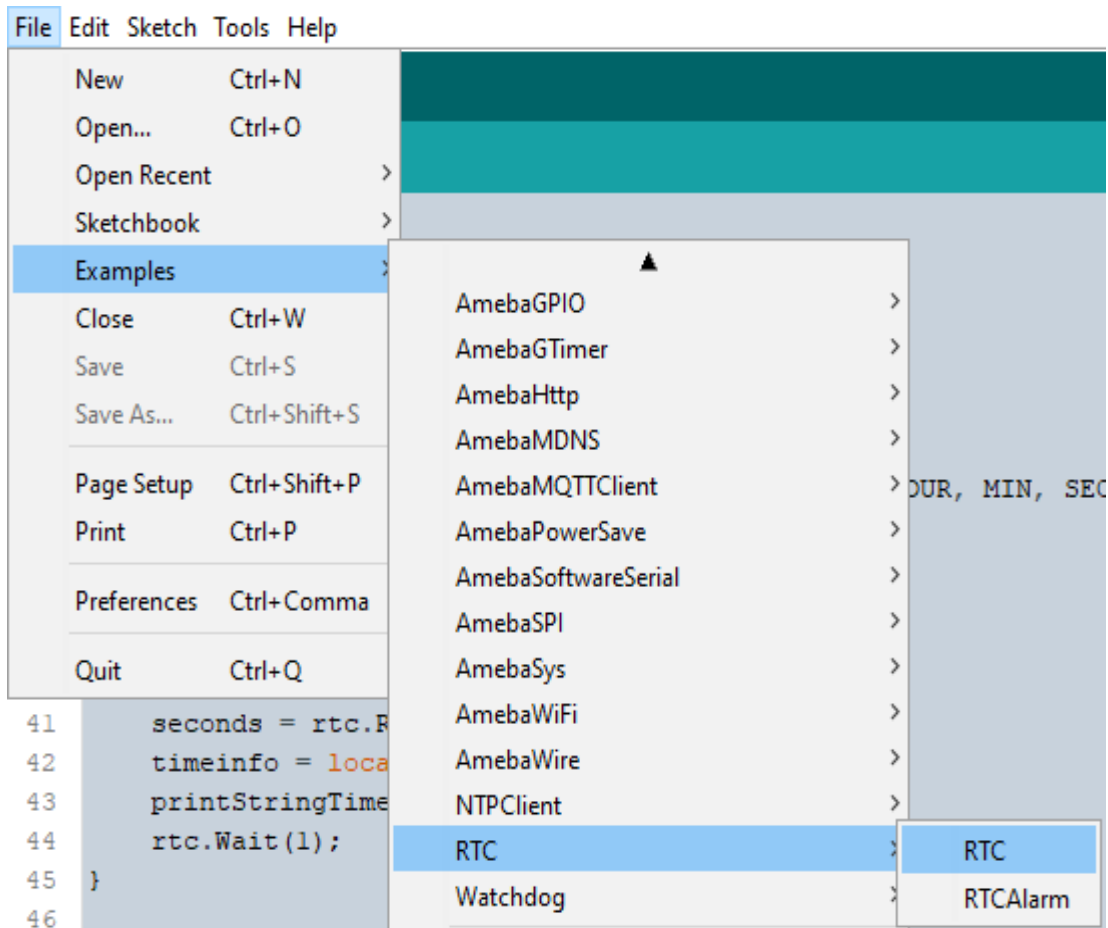 File Edit Sketch Tools Help
New Ctrl+N
Open... Ctrl+O
Open Recent
Sketchbook
Examples
Close Ctrl+W
Save Ctrl+S
Save As... Ctrl+Shift+S
Page Setup Ctrl+Shift+P
Print Ctrl+P
Preferences Ctrl+Comma
Quit Ctrl+Q
AmebaGPIO
AmebaGTimer
AmebaHttp
AmebaMDNS
AmebaMQTTClient
AmebaPowerSave
AmebaSoftwareSerial
AmebaSPI
AmebaSys
AmebaWiFi
AmebaWire
NTPClient
RTC
Watchdog
RTC
RTCAlarm
OUR, MIN, SEC
41 seconds = rtc.R
42 timeinfo = loca
43 printStringTime
44 rtc.Wait(1);
45 }
46